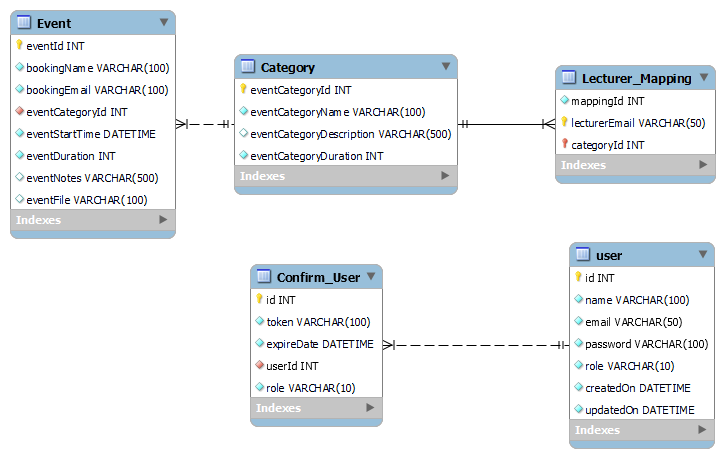 Event
eventId INT
bookingName VARCHAR(100)
bookingEmail VARCHAR(100)
eventCategoryId INT
eventStartTime DATETIME
eventDuration INT
eventNotes VARCHAR(500)
eventFile VARCHAR(100)
Indexes
Category
eventCategoryId INT
eventCategoryName VARCHAR(100)
eventCategoryDescription VARCHAR(500)
eventCategoryDuration INT
Indexes
Lecturer_Mapping
mappingId INT
lecturerEmail VARCHAR(50)
categoryId INT
Indexes
Confirm_User
id INT
token VARCHAR(100)
expireDate DATETIME
userId INT
role VARCHAR(10)
Indexes
user
id INT
name VARCHAR(100)
email VARCHAR(50)
password VARCHAR(100)
role VARCHAR(10)
createdOn DATETIME
updatedOn DATETIME
Indexes